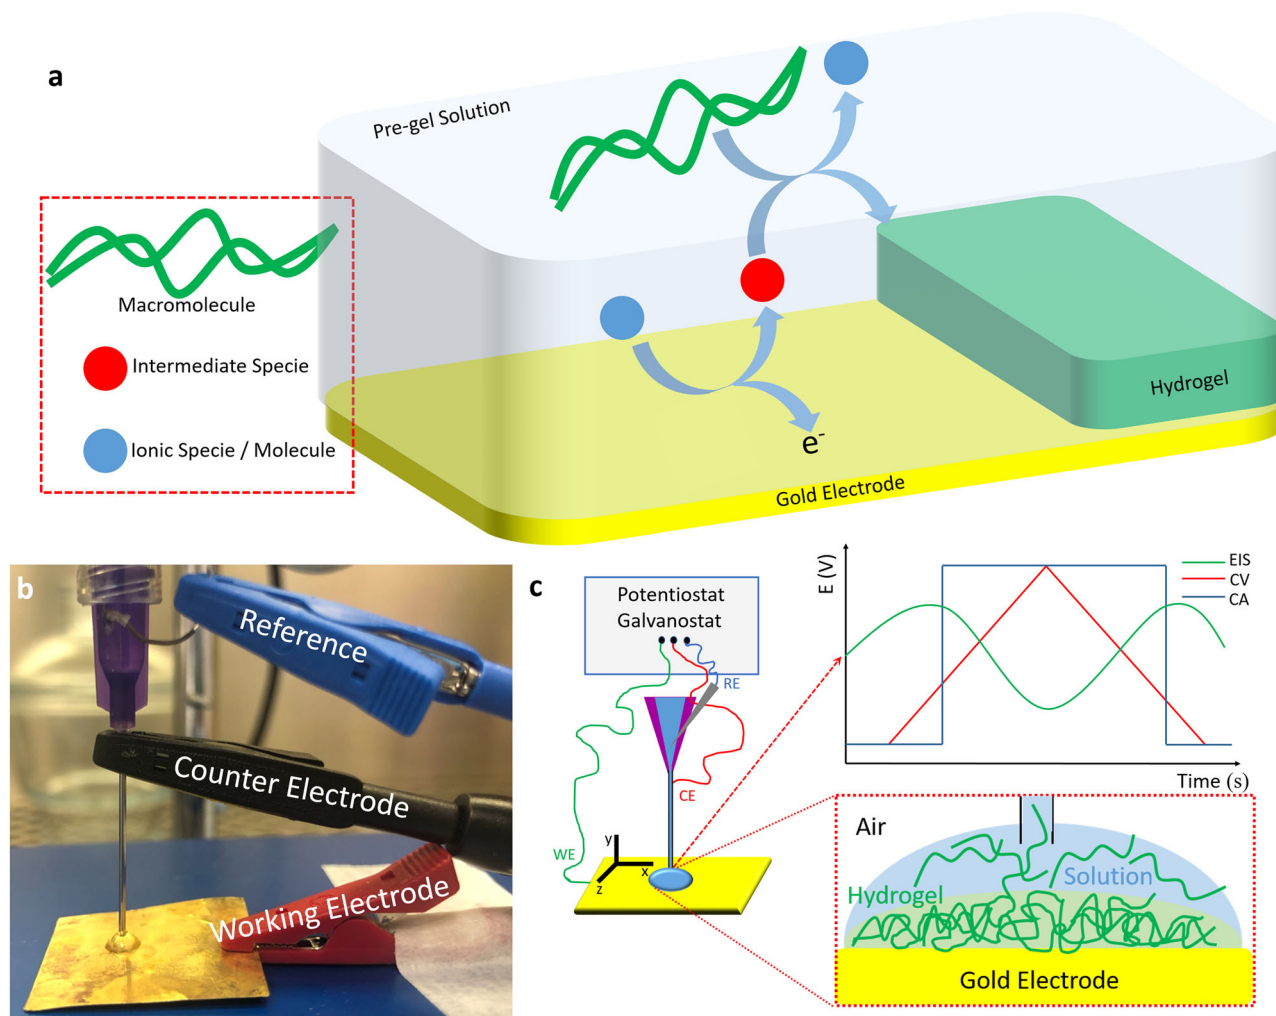 a
Pre-gel Solution
Macromolecule
Intermediate Specie
Ionic Specie / Molecule
Hydrogel
e-
Gold Electrode
b
Reference
Counter Electrode
Working Electrode
c
Potentiostat
Galvanostat
RE
CE
WE
y
x
z
E (V)
EIS
CV
CA
Time (s)
Air
Solution
Hydrogel
Gold Electrode